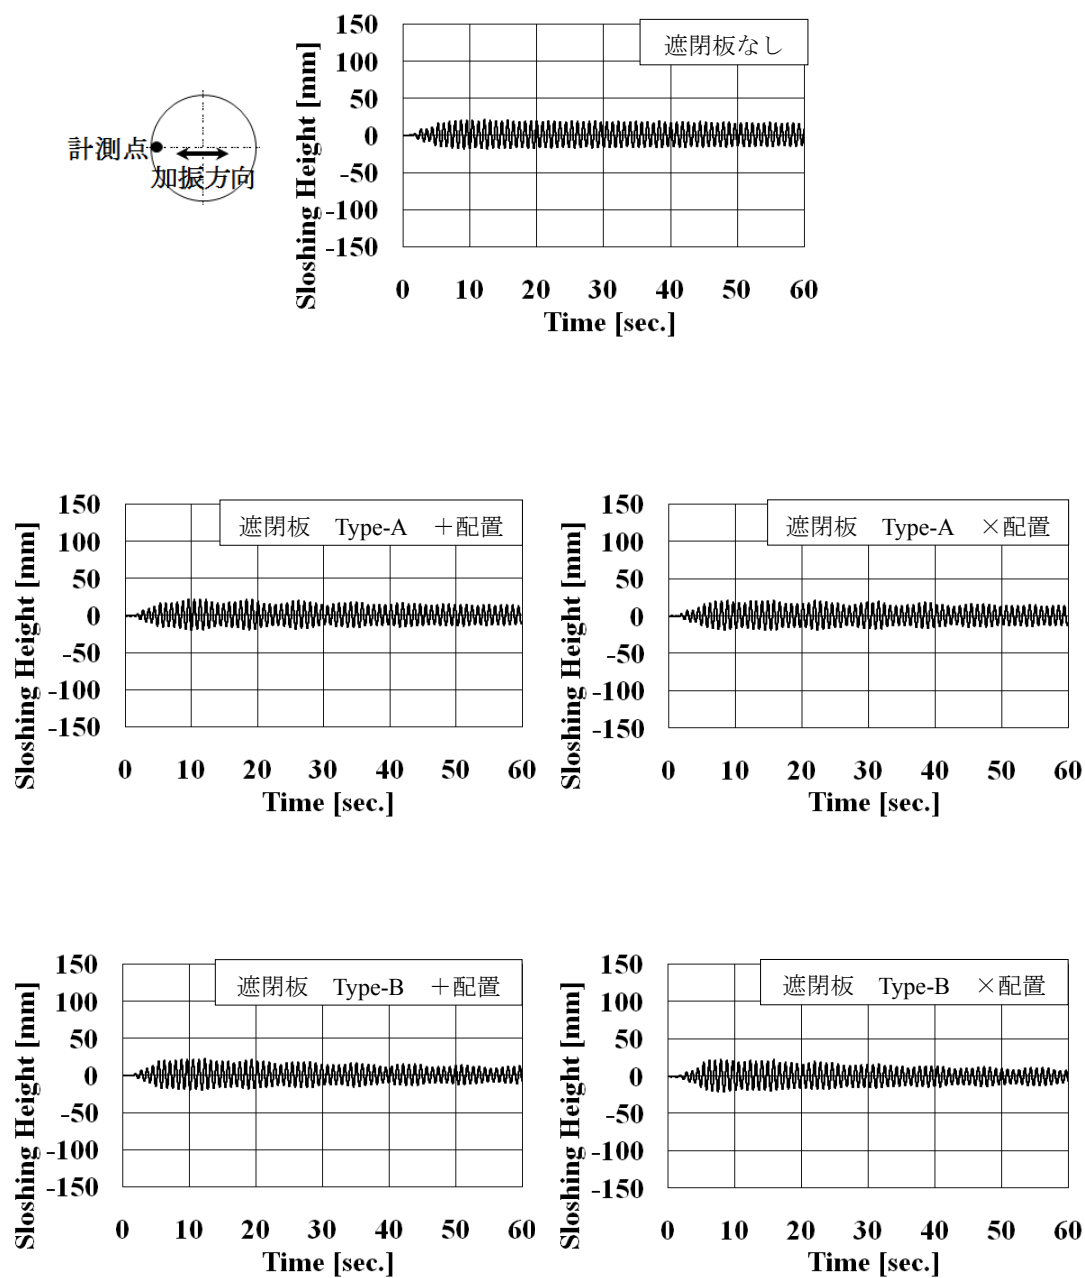 遮閉板なし
Sloshing Height [mm]
150
100
50
0
-50
-100
-150
0 10 20 30 40 50 60
Time [sec.]
計測点
加振方向
遮閉板 Type-A ＋配置
Sloshing Height [mm]
150
100
50
0
-50
-100
-150
0 10 20 30 40 50 60
Time [sec.]
遮閉板 Type-A ×配置
Sloshing Height [mm]
150
100
50
0
-50
-100
-150
0 10 20 30 40 50 60
Time [sec.]
遮閉板 Type-B ＋配置
Sloshing Height [mm]
150
100
50
0
-50
-100
-150
0 10 20 30 40 50 60
Time [sec.]
遮閉板 Type-B ×配置
Sloshing Height [mm]
150
100
50
0
-50
-100
-150
0 10 20 30 40 50 60
Time [sec.]